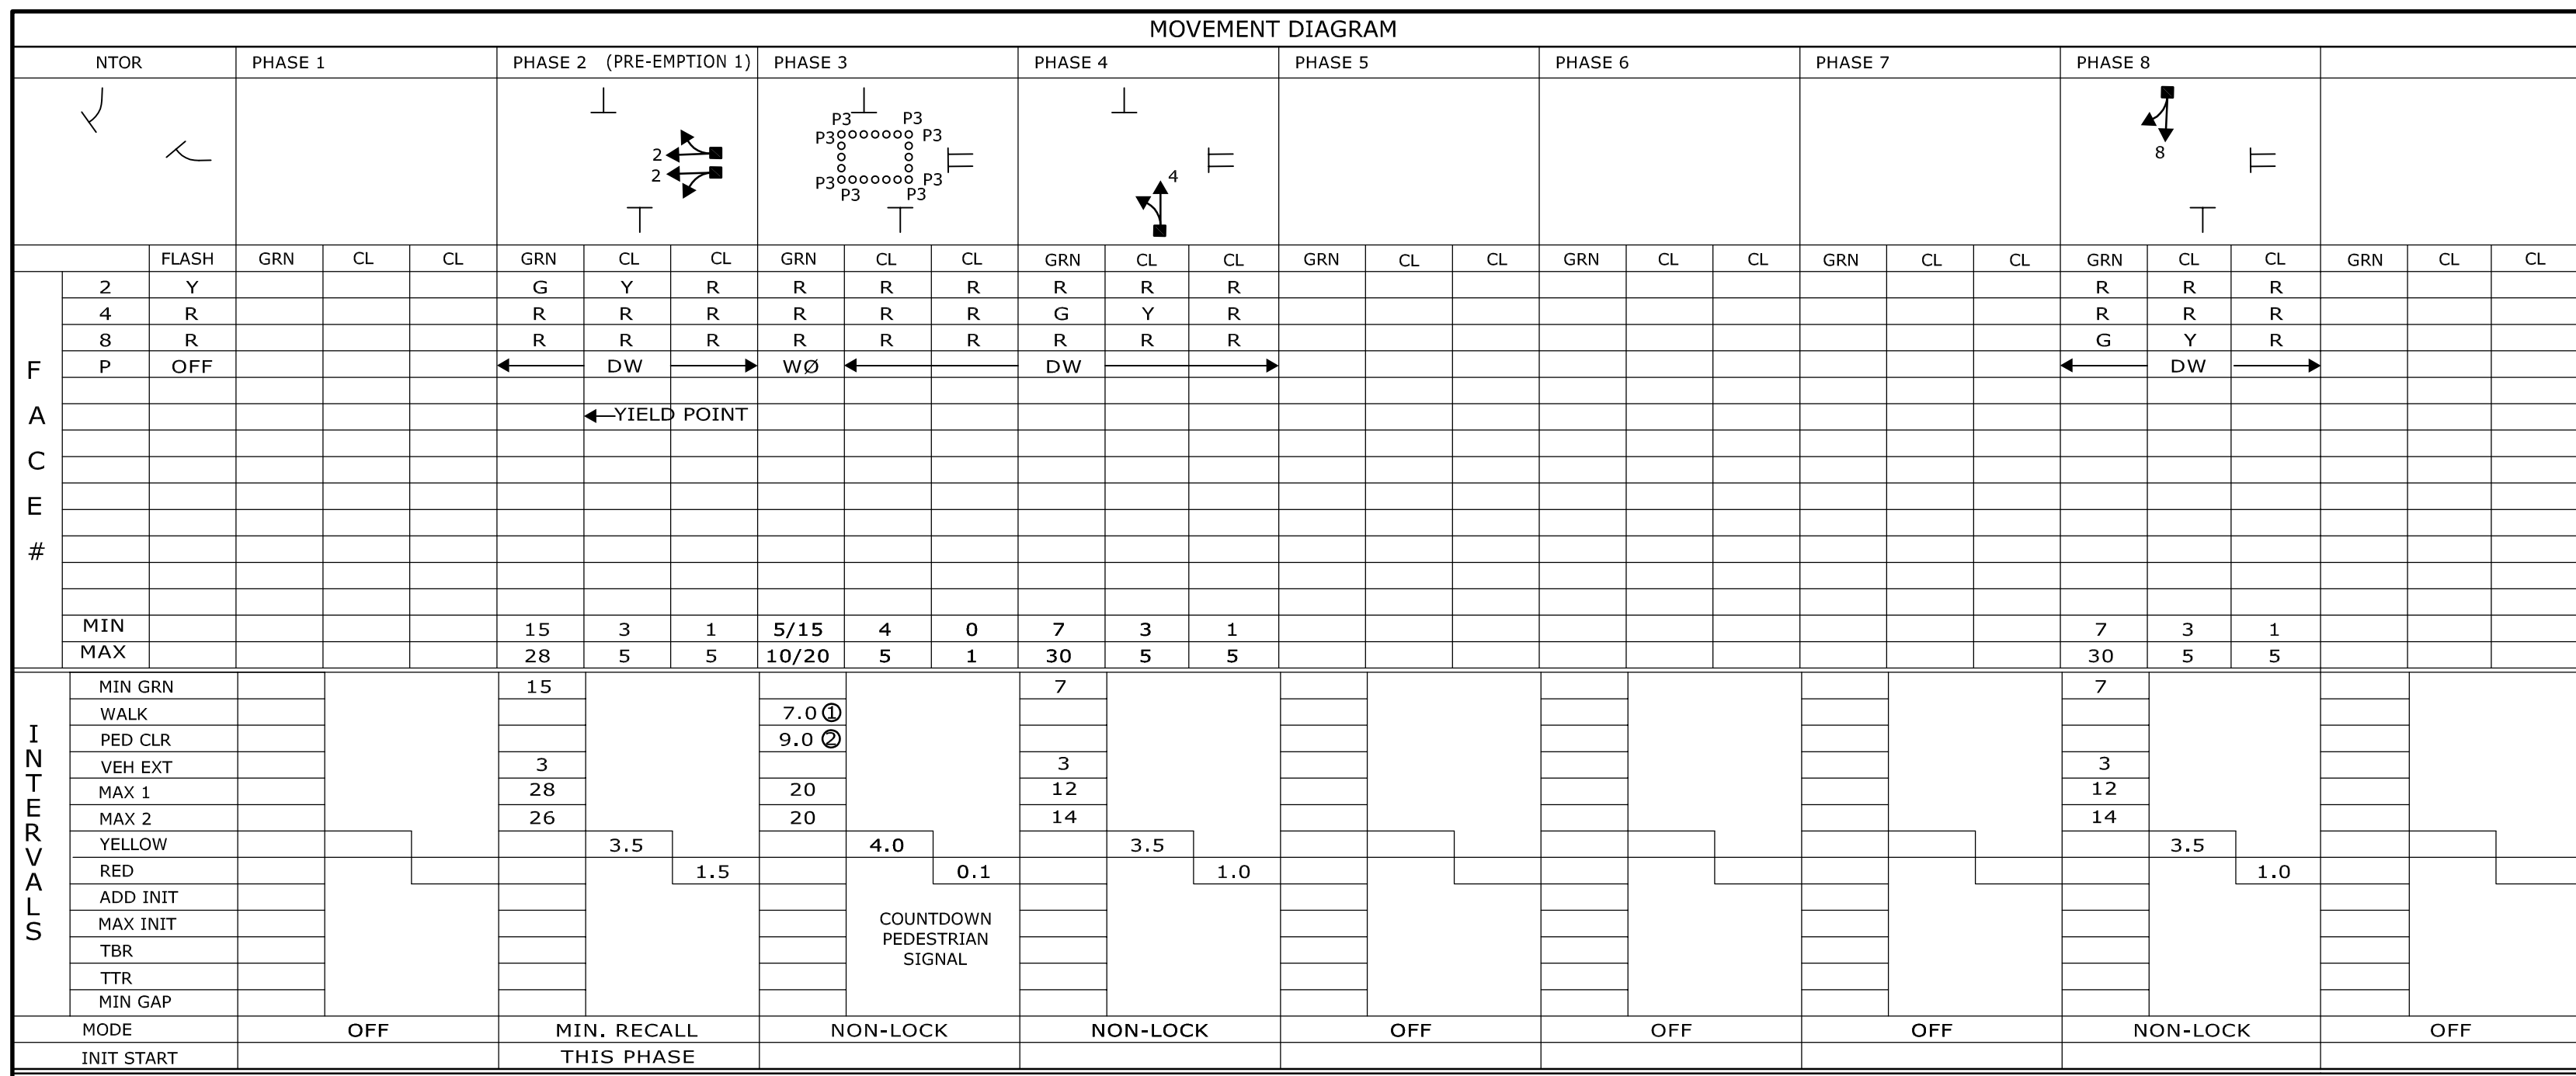 MOVEMENT DIAGRAM
NTOR PHASE 1 PHASE 2 (PRE-EMPTION 1) PHASE 3 PHASE 4 PHASE 5 PHASE 6 PHASE 7 PHASE 8
P3 P3
P3 P3
2 4 8
2
P3 P3
P3 P3
FLASH GRN CL CL GRN CL CL GRN CL CL GRN CL CL GRN CL CL GRN CL CL GRN CL CL GRN CL CL GRN CL CL
FACE #
2 Y G Y R R R R R R R R R R
4 R R R R R R R G Y R R R R
8 R R R R R R R R R R G Y R
P OFF DW WØ DW DW
YIELD POINT
MIN 15 3 1 5/15 4 0 7 3 1 7 3 1
MAX 28 5 5 10/20 5 1 30 5 5 30 5 5
INTERVALS
MIN GRN 15 7 7
WALK 7.0 ①
PED CLR 9.0 ②
VEH EXT 3 3 3
MAX 1 28 20 12 12
MAX 2 26 20 14 14
YELLOW 3.5 4.0 3.5 3.5
RED 1.5 0.1 1.0 1.0
ADD INIT
MAX INIT COUNTDOWN
TBR PEDESTRIAN
TTR SIGNAL
MIN GAP
MODE OFF MIN. RECALL NON-LOCK NON-LOCK OFF OFF OFF NON-LOCK OFF
INIT START THIS PHASE